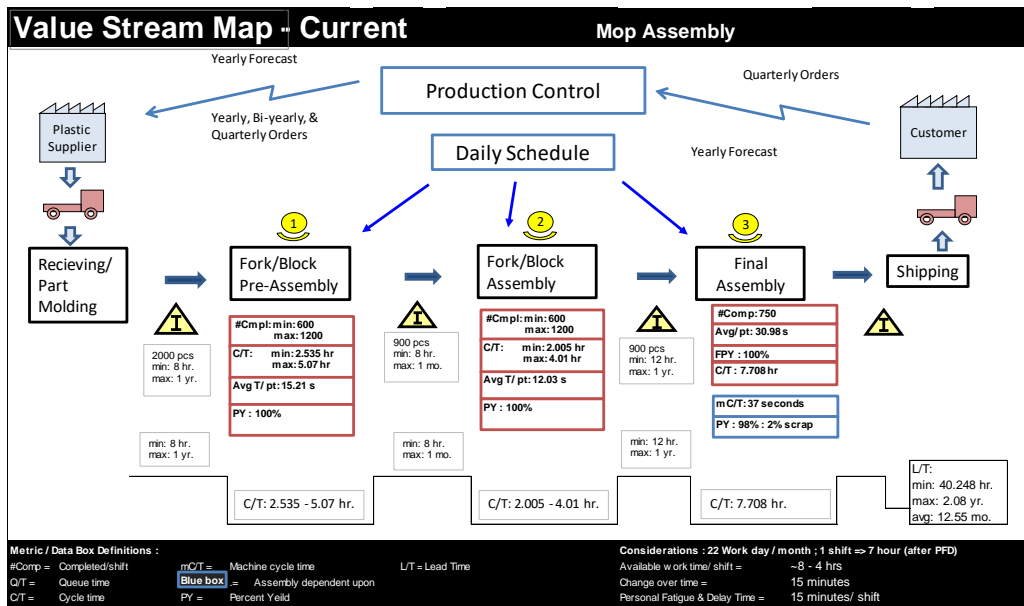 Value Stream Map - Current
Mop Assembly
Yearly Forecast
Production Control
Quarterly Orders
Plastic
Supplier
Yearly, Bi-yearly, &
Quarterly Orders
Customer
Daily Schedule
Yearly Forecast
1
2
3
Recieving/
Part
Molding
Fork/Block
Pre-Assembly
Fork/Block
Assembly
Final
Assembly
Shipping
I
I
I
I
2000 pcs
min: 8 hr.
max: 1 yr.
#Cmpl: min: 600
max: 1200
C/T: min: 2.535 hr
max: 5.07 hr
Avg T/ pt: 15.21 s
PY : 100%
900 pcs
min: 8 hr.
max: 1 mo.
#Cmpl: min: 600
max: 1200
C/T: min: 2.005 hr
max: 4.01 hr
Avg T/ pt: 12.03 s
PY : 100%
900 pcs
min: 12 hr.
max: 1 yr.
#Comp: 750
Avg/ pt: 30.98 s
FPY : 100%
C/T : 7.708 hr
mC/T: 37 seconds
PY : 98% : 2% scrap
min: 8 hr.
max: 1 yr.
min: 8 hr.
max: 1 mo.
min: 12 hr.
max: 1 yr.
C/T: 2.535 - 5.07 hr.
C/T: 2.005 - 4.01 hr.
C/T: 7.708 hr.
L/T:
min: 40.248 hr.
max: 2.08 yr.
avg: 12.55 mo.
Metric / Data Box Definitions :
#Comp = Completed/shift
Q/T = Queue time
C/T = Cycle time
mC/T = Machine cycle time
Blue box .= Assembly dependent upon
PY = Percent Yeild
L/T = Lead Time
Considerations : 22 Work day / month ; 1 shift => 7 hour (after PFD)
Available work time/ shift = ~8 - 4 hrs
Change over time = 15 minutes
Personal Fatigue & Delay Time = 15 minutes/ shift